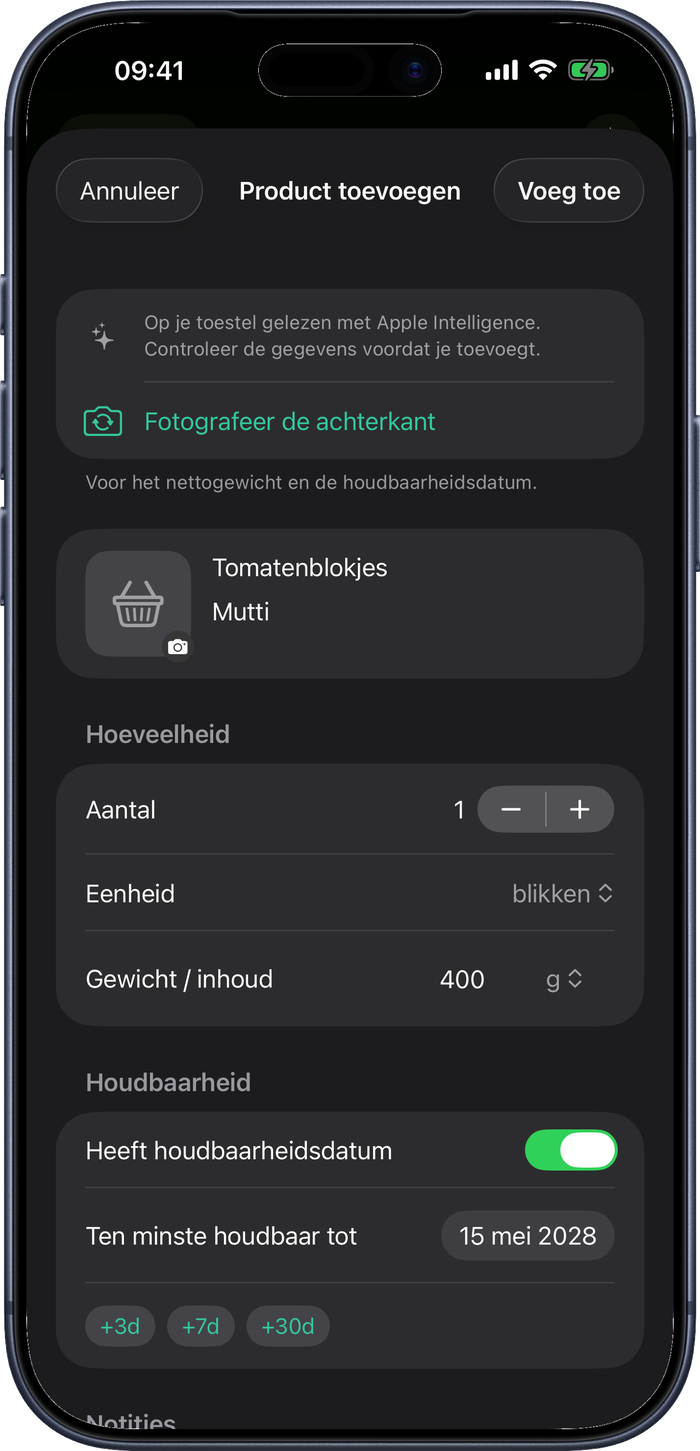 09:41
Annuleer
Product toevoegen
Voeg toe
Op je toestel gelezen met Apple Intelligence.
Controleer de gegevens voordat je toevoegt.
Fotografeer de achterkant
Voor het nettogewicht en de houdbaarheidsdatum.
Tomatenblokjes
Mutti
Hoeveelheid
Aantal 1 − +
Eenheid blikken
Gewicht / inhoud 400 g
Houdbaarheid
Heeft houdbaarheidsdatum
Ten minste houdbaar tot 15 mei 2028
+3d +7d +30d
Notities